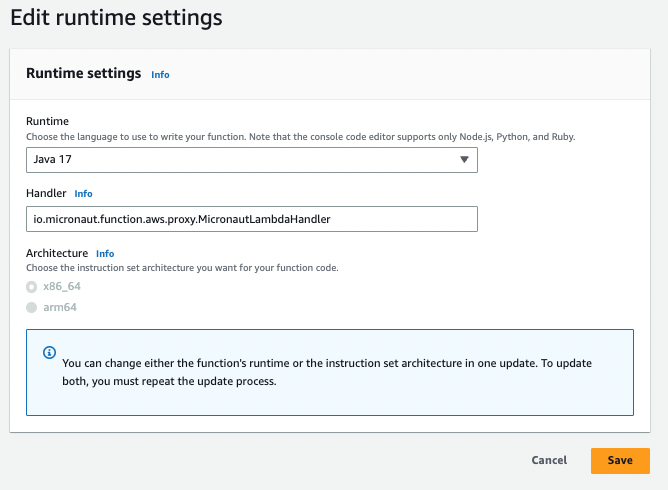 Edit runtime settings
Runtime settings Info
Runtime
Choose the language to use to write your function. Note that the console code editor supports only Node.js, Python, and Ruby.
Java 17
Handler Info
io.micronaut.function.aws.proxy.MicronautLambdaHandler
Architecture Info
Choose the instruction set architecture you want for your function code.
x86_64
arm64
You can change either the function's runtime or the instruction set architecture in one update. To update
both, you must repeat the update process.
Cancel Save